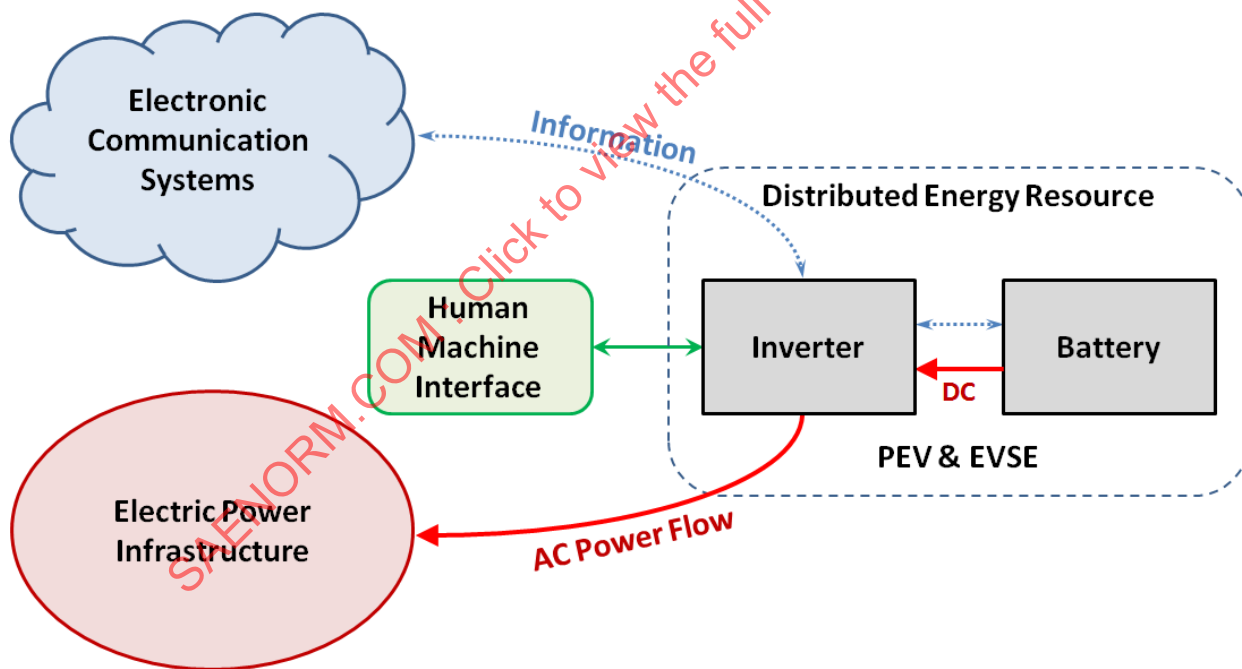 Electronic
Communication
Systems
Information
Distributed Energy Resource
Human
Machine
Interface
Inverter
Battery
DC
PEV & EVSE
Electric Power
Infrastructure
AC Power Flow
SAENORM.COM : Click to view the full